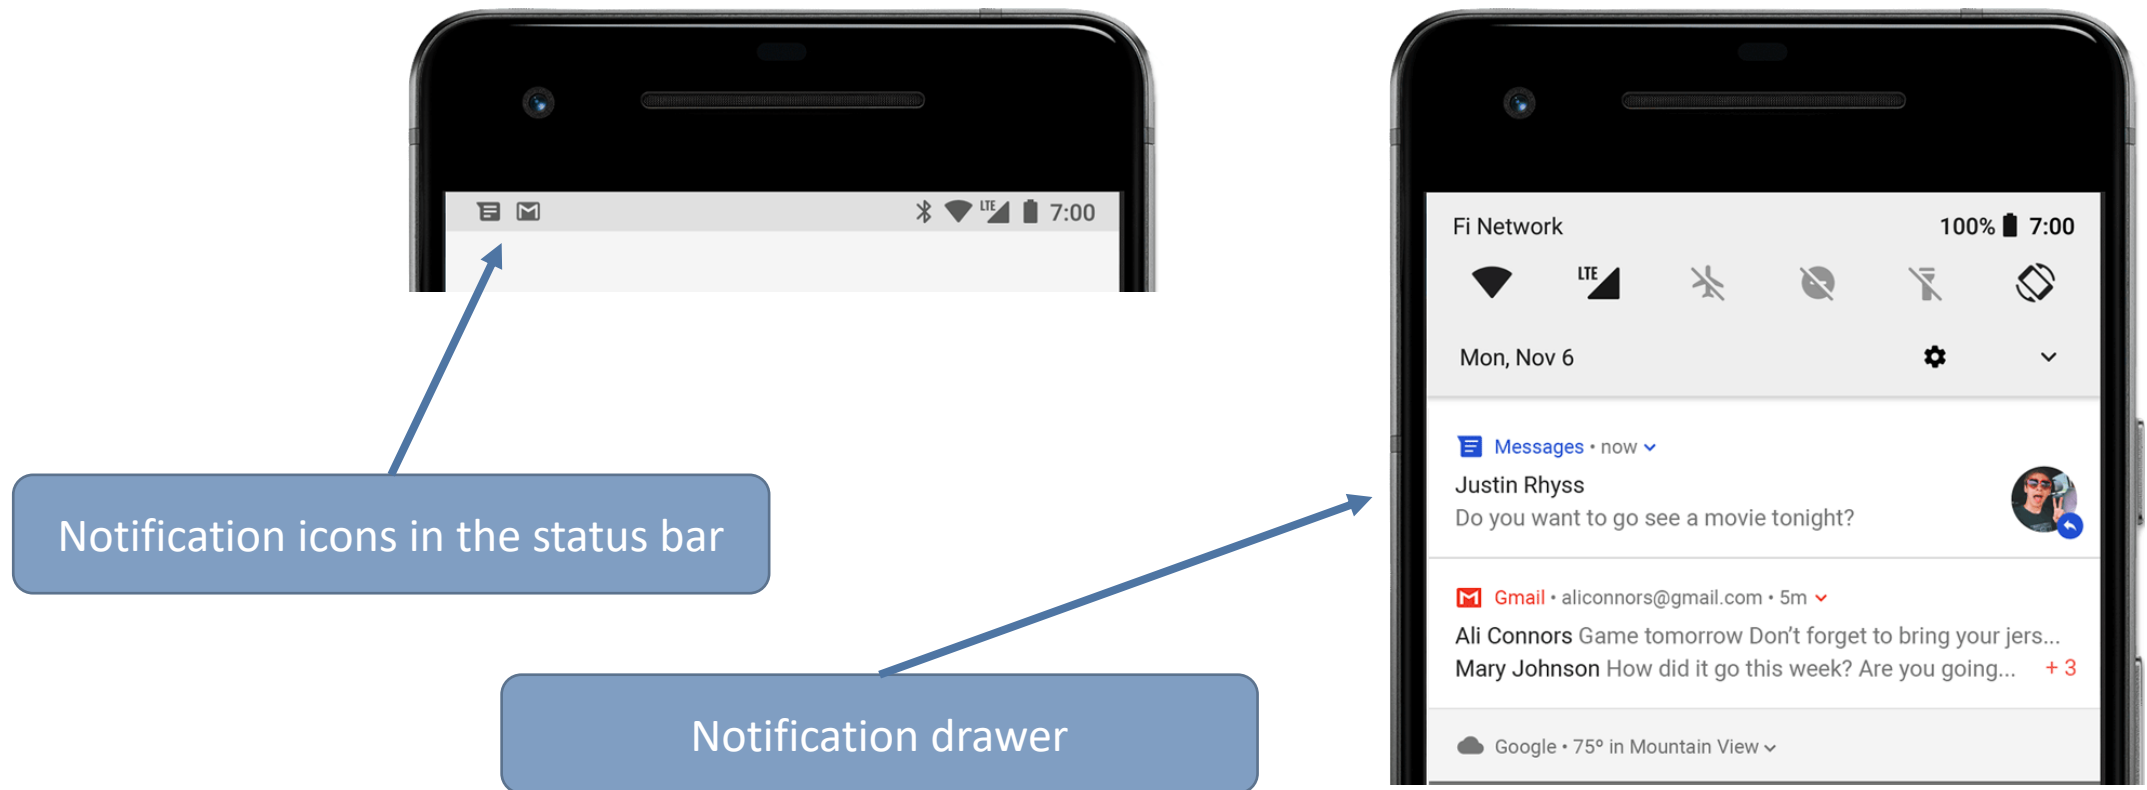 LTE 7:00
Notification icons in the status bar
Notification drawer
Fi Network 100% 7:00
LTE
Mon, Nov 6
Messages • now
Justin Rhyss
Do you want to go see a movie tonight?
Gmail • aliconnors@gmail.com • 5m
Ali Connors Game tomorrow Don’t forget to bring your jers...
Mary Johnson How did it go this week? Are you going... + 3
Google • 75º in Mountain View